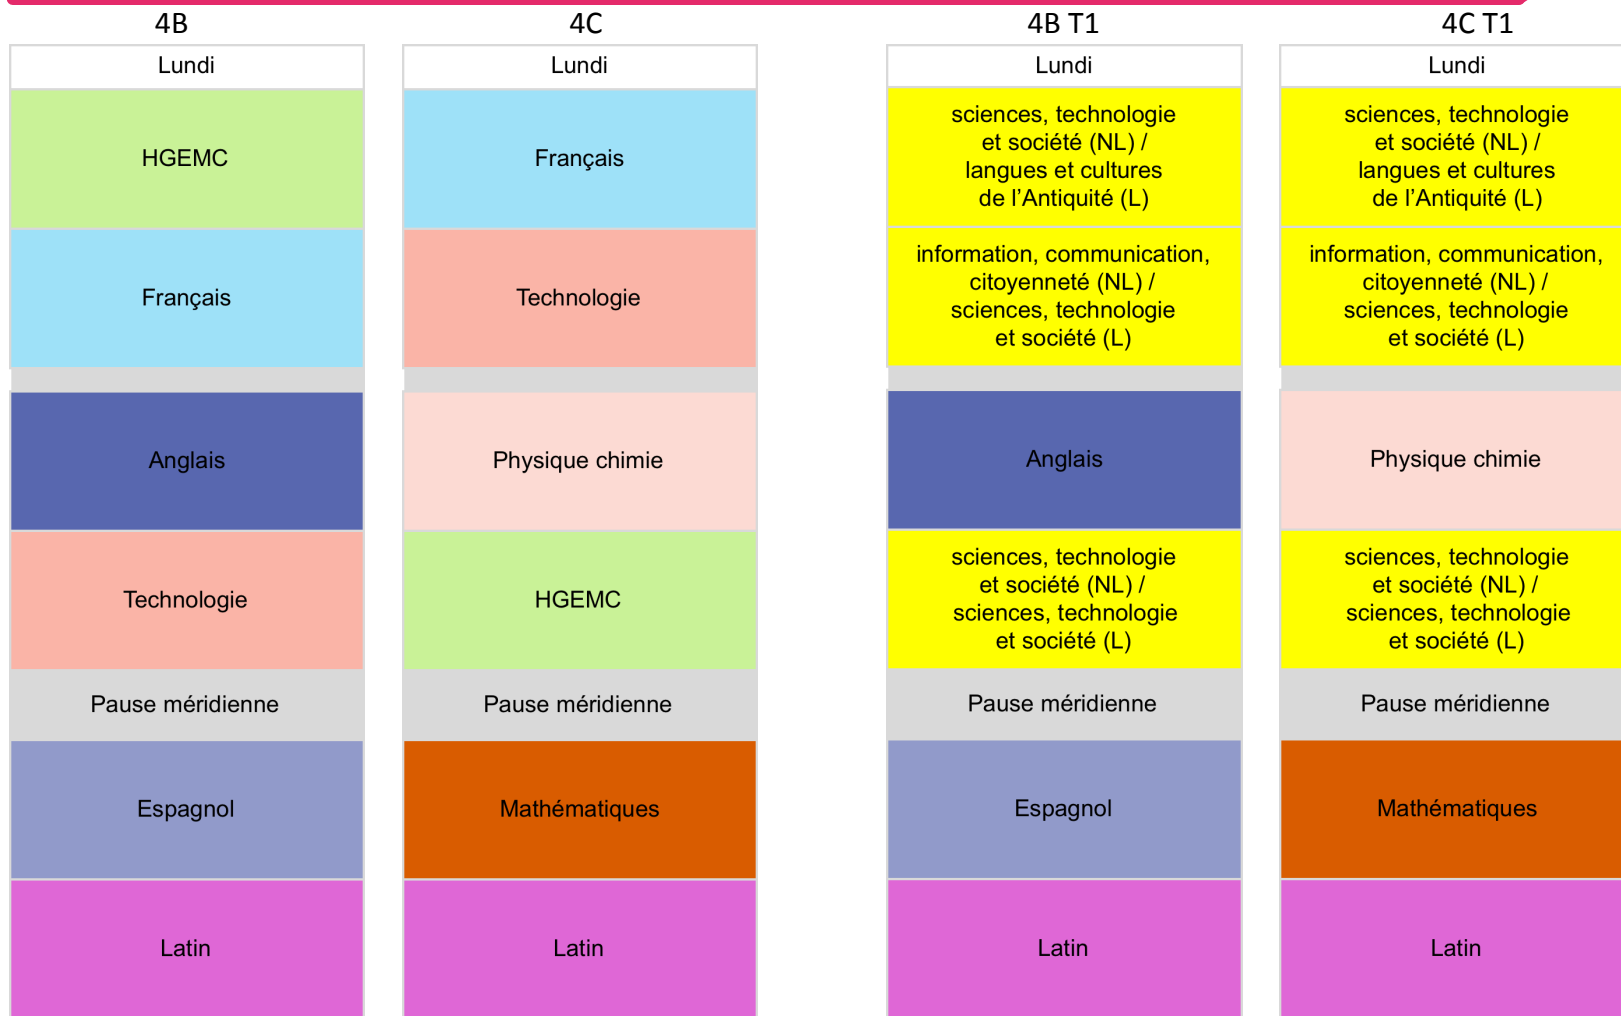 4B
4C
4B T1
4C T1
Lundi
Lundi
Lundi
Lundi
HGEMC
Français
sciences, technologie
et société (NL) /
langues et cultures
de l’Antiquité (L)
sciences, technologie
et société (NL) /
langues et cultures
de l’Antiquité (L)
Français
Technologie
information, communication,
citoyenneté (NL) /
sciences, technologie
et société (L)
information, communication,
citoyenneté (NL) /
sciences, technologie
et société (L)
Anglais
Physique chimie
Anglais
Physique chimie
Technologie
HGEMC
sciences, technologie
et société (NL) /
sciences, technologie
et société (L)
sciences, technologie
et société (NL) /
sciences, technologie
et société (L)
Pause méridienne
Pause méridienne
Pause méridienne
Pause méridienne
Espagnol
Mathématiques
Espagnol
Mathématiques
Latin
Latin
Latin
Latin